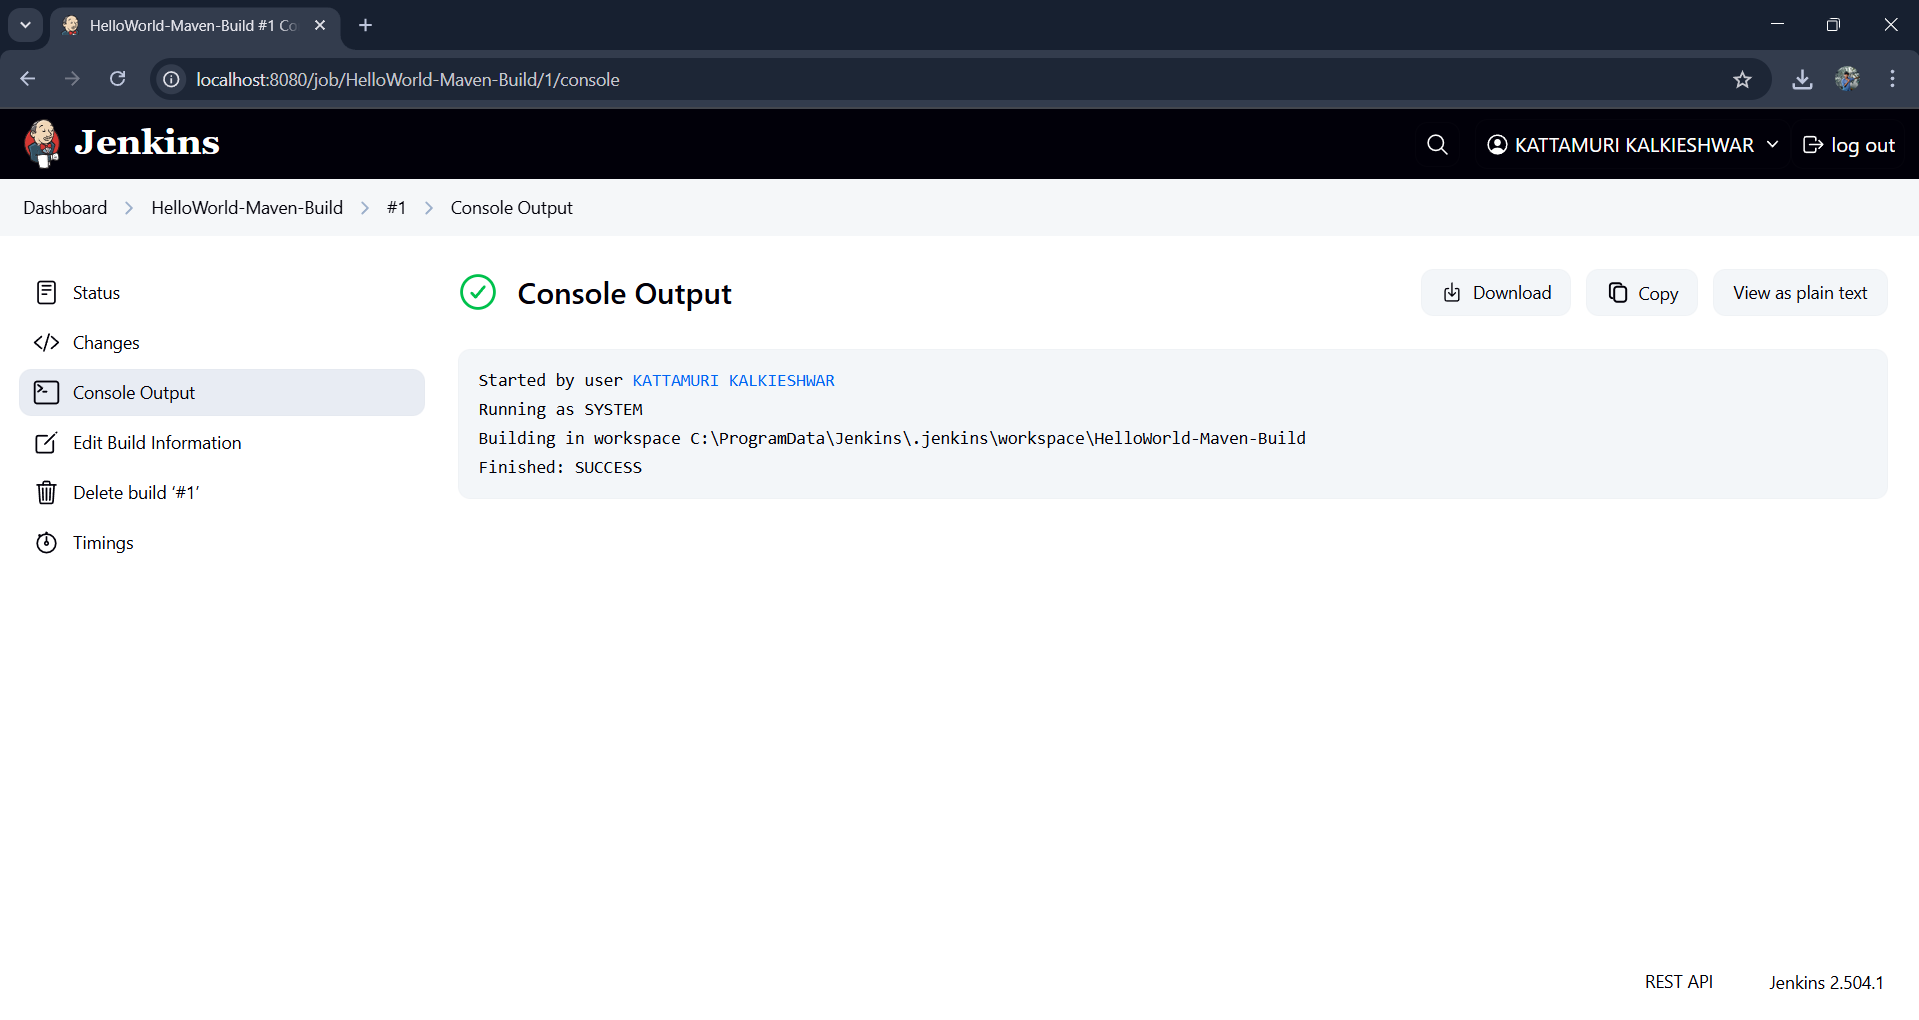 HelloWorld-Maven-Build #1 Co
localhost:8080/job/HelloWorld-Maven-Build/1/console
Jenkins
KATTAMURI KALKIESHWAR
log out
Dashboard > HelloWorld-Maven-Build > #1 > Console Output
Status
Changes
Console Output
Edit Build Information
Delete build ‘#1’
Timings
Console Output
Download
Copy
View as plain text
Started by user KATTAMURI KALKIESHWAR
Running as SYSTEM
Building in workspace C:\ProgramData\Jenkins\.jenkins\workspace\HelloWorld-Maven-Build
Finished: SUCCESS
REST API
Jenkins 2.504.1